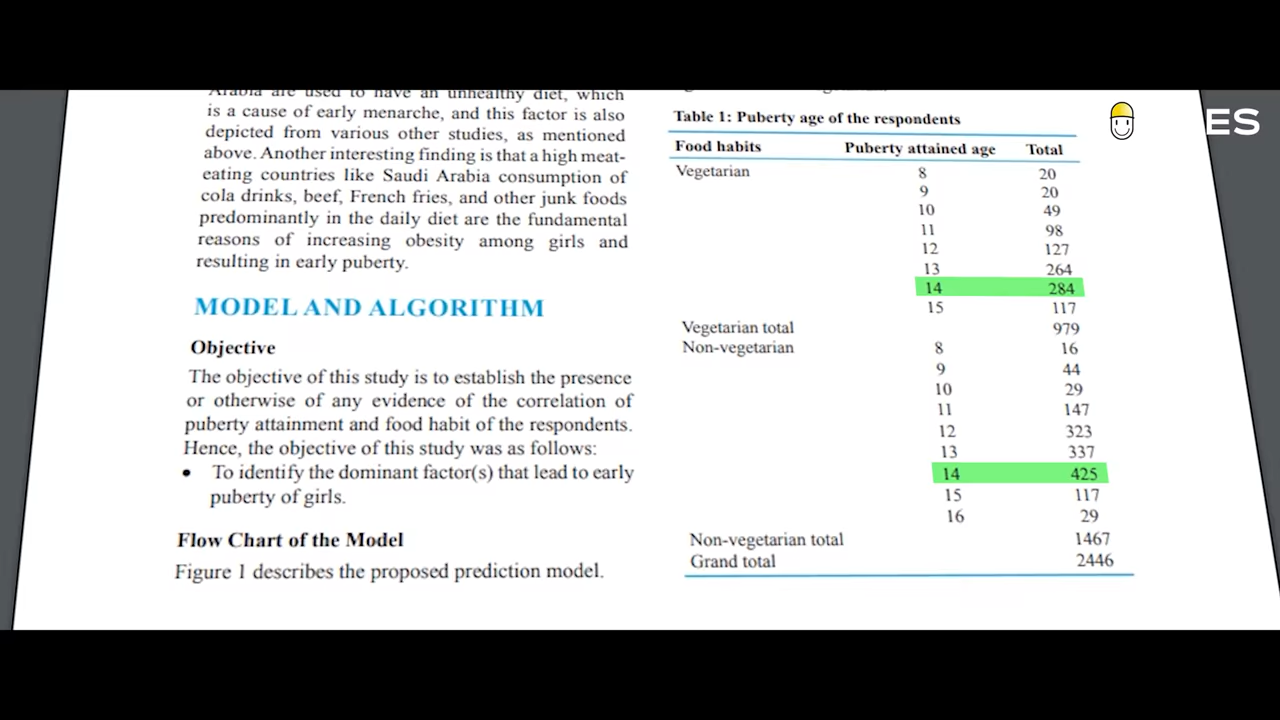 Arabia are used to have an unhealthy diet, which
is a cause of early menarche, and this factor is also
depicted from various other studies, as mentioned
above. Another interesting finding is that a high meat-
eating countries like Saudi Arabia consumption of
cola drinks, beef, French fries, and other junk foods
predominantly in the daily diet are the fundamental
reasons of increasing obesity among girls and
resulting in early puberty.
MODEL AND ALGORITHM
Objective
The objective of this study is to establish the presence
or otherwise of any evidence of the correlation of
puberty attainment and food habit of the respondents.
Hence, the objective of this study was as follows:
• To identify the dominant factor(s) that lead to early
puberty of girls.
Flow Chart of the Model
Figure 1 describes the proposed prediction model.
Table 1: Puberty age of the respondents
Food habits Puberty attained age Total
Vegetarian 8 20
9 20
10 49
11 98
12 127
13 264
14 284
15 117
Vegetarian total 979
Non-vegetarian 8 16
9 44
10 29
11 147
12 323
13 337
14 425
15 117
16 29
Non-vegetarian total 1467
Grand total 2446
ES